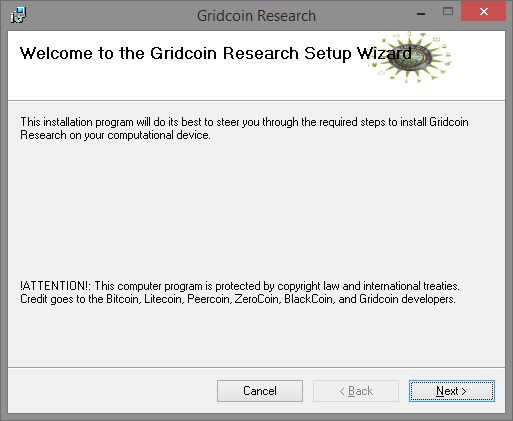 Gridcoin Research
Welcome to the Gridcoin Research Setup Wizard
This installation program will do its best to steer you through the required steps to install Gridcoin
Research on your computational device.
!ATTENTION!: This computer program is protected by copyright law and international treaties.
Credit goes to the Bitcoin, Litecoin, Peercoin, ZeroCoin, BlackCoin, and Gridcoin developers.
Cancel
< Back
Next >